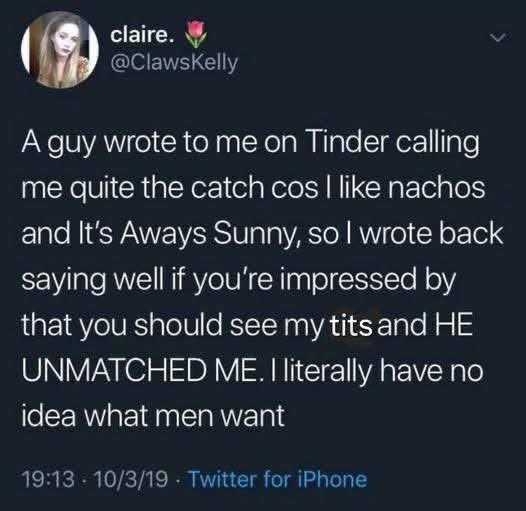 claire. 🌷
@ClawsKelly
A guy wrote to me on Tinder calling
me quite the catch cos I like nachos
and It's Aways Sunny, so I wrote back
saying well if you're impressed by
that you should see my tits and HE
UNMATCHED ME. I literally have no
idea what men want
19:13 · 10/3/19 · Twitter for iPhone